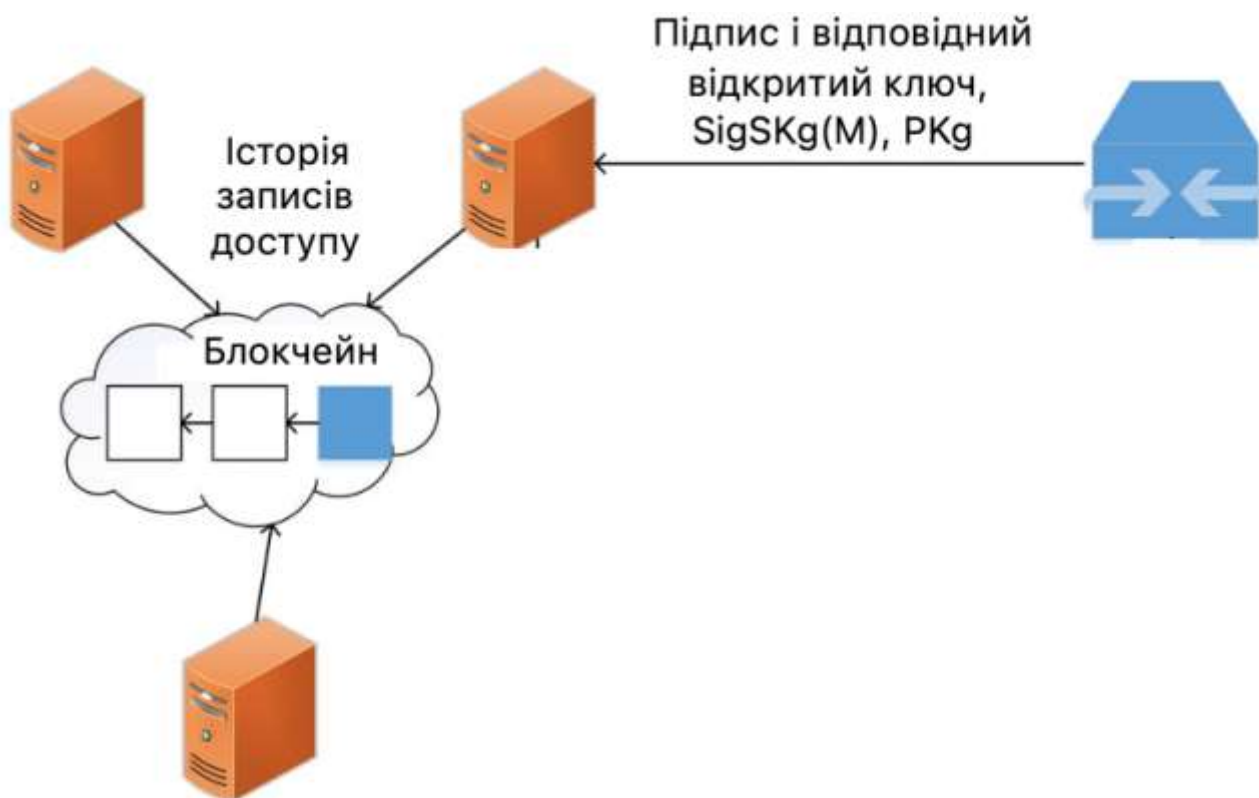 Підпис і відповідний
відкритий ключ,
SigSKg(M), PKg
Історія
записів
доступу
Блокчейн